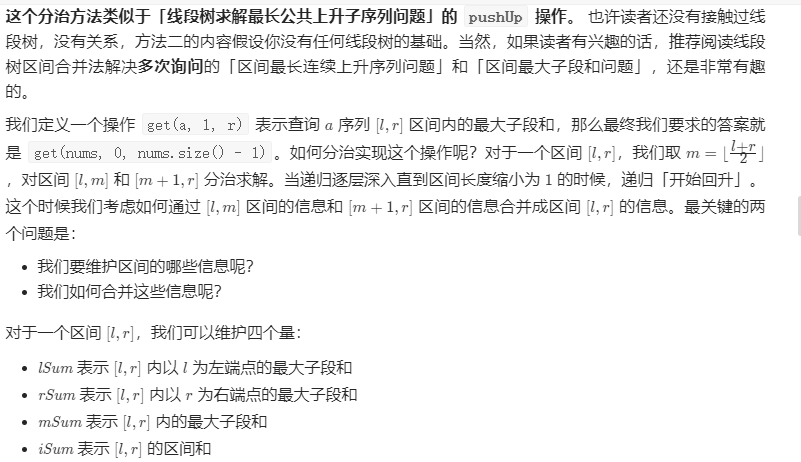 这个分治方法类似于「线段树求解最长公共上升子序列问题」的 pushUp 操作。 也许读者还没有接触过线
段树，没有关系，方法二的内容假设你没有任何线段树的基础。当然，如果读者有兴趣的话，推荐阅读线段
树区间合并法解决多次询问的「区间最长连续上升序列问题」和「区间最大子段和问题」，还是非常有趣
的。
我们定义一个操作 get(a, l, r) 表示查询 a 序列 [l, r] 区间内的最大子段和，那么最终我们要求的答案就
是 get(nums, 0, nums.size() - 1) 。如何分治实现这个操作呢？对于一个区间 [l, r]，我们取 m = ⌊(l+r)/2⌋
，对区间 [l, m] 和 [m + 1, r] 分治求解。当递归逐层深入直到区间长度缩小为 1 的时候，递归「开始回升」。
这个时候我们考虑如何通过 [l, m] 区间的信息和 [m + 1, r] 区间的信息合并成区间 [l, r] 的信息。最关键的两
个问题是：
• 我们要维护区间的哪些信息呢？
• 我们如何合并这些信息呢？
对于一个区间 [l, r]，我们可以维护四个量：
• lSum 表示 [l, r] 内以 l 为左端点的最大子段和
• rSum 表示 [l, r] 内以 r 为右端点的最大子段和
• mSum 表示 [l, r] 内的最大子段和
• iSum 表示 [l, r] 的区间和